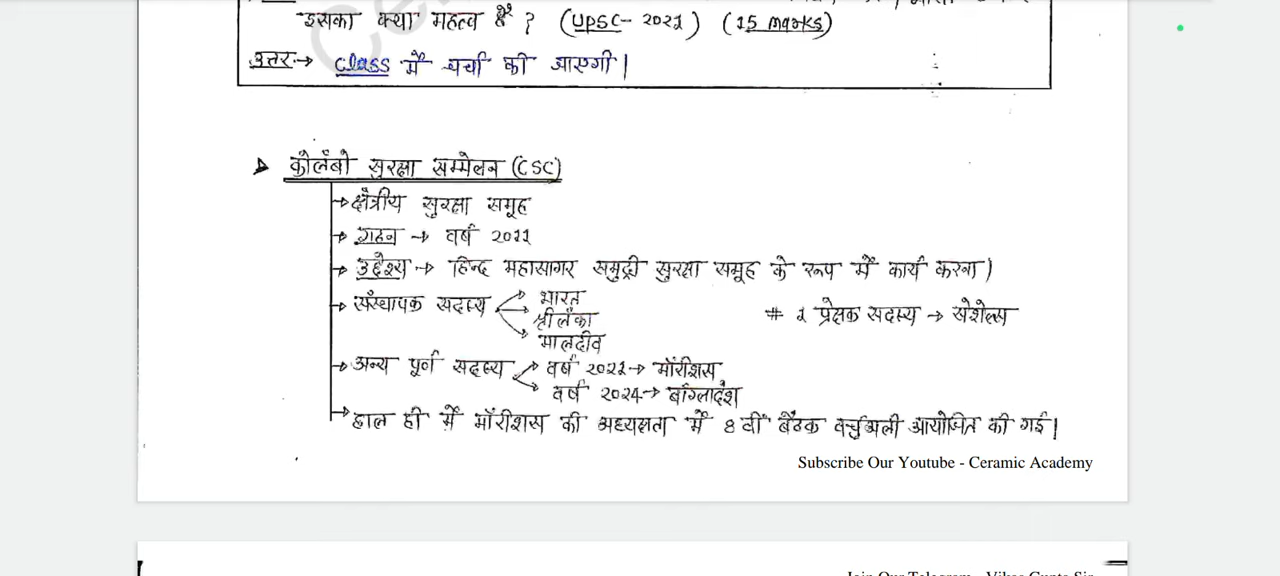 इसका क्या महत्व है ? (UPSC- 2021) (15 marks)
उत्तर:→ class में चर्चा की जाएगी |
कोलंबो सुरक्षा सम्मेलन (CSC)
→ क्षेत्रीय सुरक्षा समूह
→ गठन → वर्ष 2011
→ उद्देश्य → हिन्द महासागर समुद्री सुरक्षा समूह के रूप में कार्य करना |
→ संस्थापक सदस्य → भारत
→ श्रीलंका
→ मालदीव
# 1 प्रेक्षक सदस्य → सेशेल्स
→ अन्य पूर्ण सदस्य → वर्ष 2022 → मॉरीशस
→ वर्ष 2024 → बांग्लादेश
→ हाल ही में मॉरीशस की अध्यक्षता में 8 वीं बैठक वर्चुअली आयोजित की गई |
Subscribe Our Youtube - Ceramic Academy